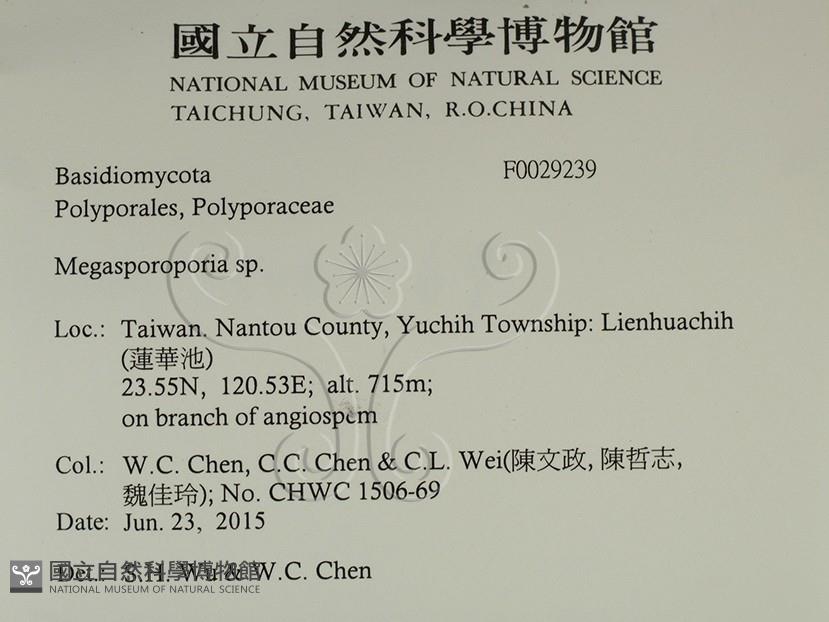 國立自然科學博物館
NATIONAL MUSEUM OF NATURAL SCIENCE
TAICHUNG, TAIWAN, R.O.CHINA
Basidiomycota F0029239
Polyporales, Polyporaceae
Megasporoporia sp.
Loc.: Taiwan. Nantou County, Yuchih Township: Lienhuachih
(蓮華池)
23.55N, 120.53E; alt. 715m;
on branch of angiospem
Col.: W.C. Chen, C.C. Chen & C.L. Wei(陳文政, 陳哲志,
魏佳玲); No. CHWC 1506-69
Date: Jun. 23, 2015
Det.: S.H. Wu & W.C. Chen
國立自然科學博物館
NATIONAL MUSEUM OF NATURAL SCIENCE